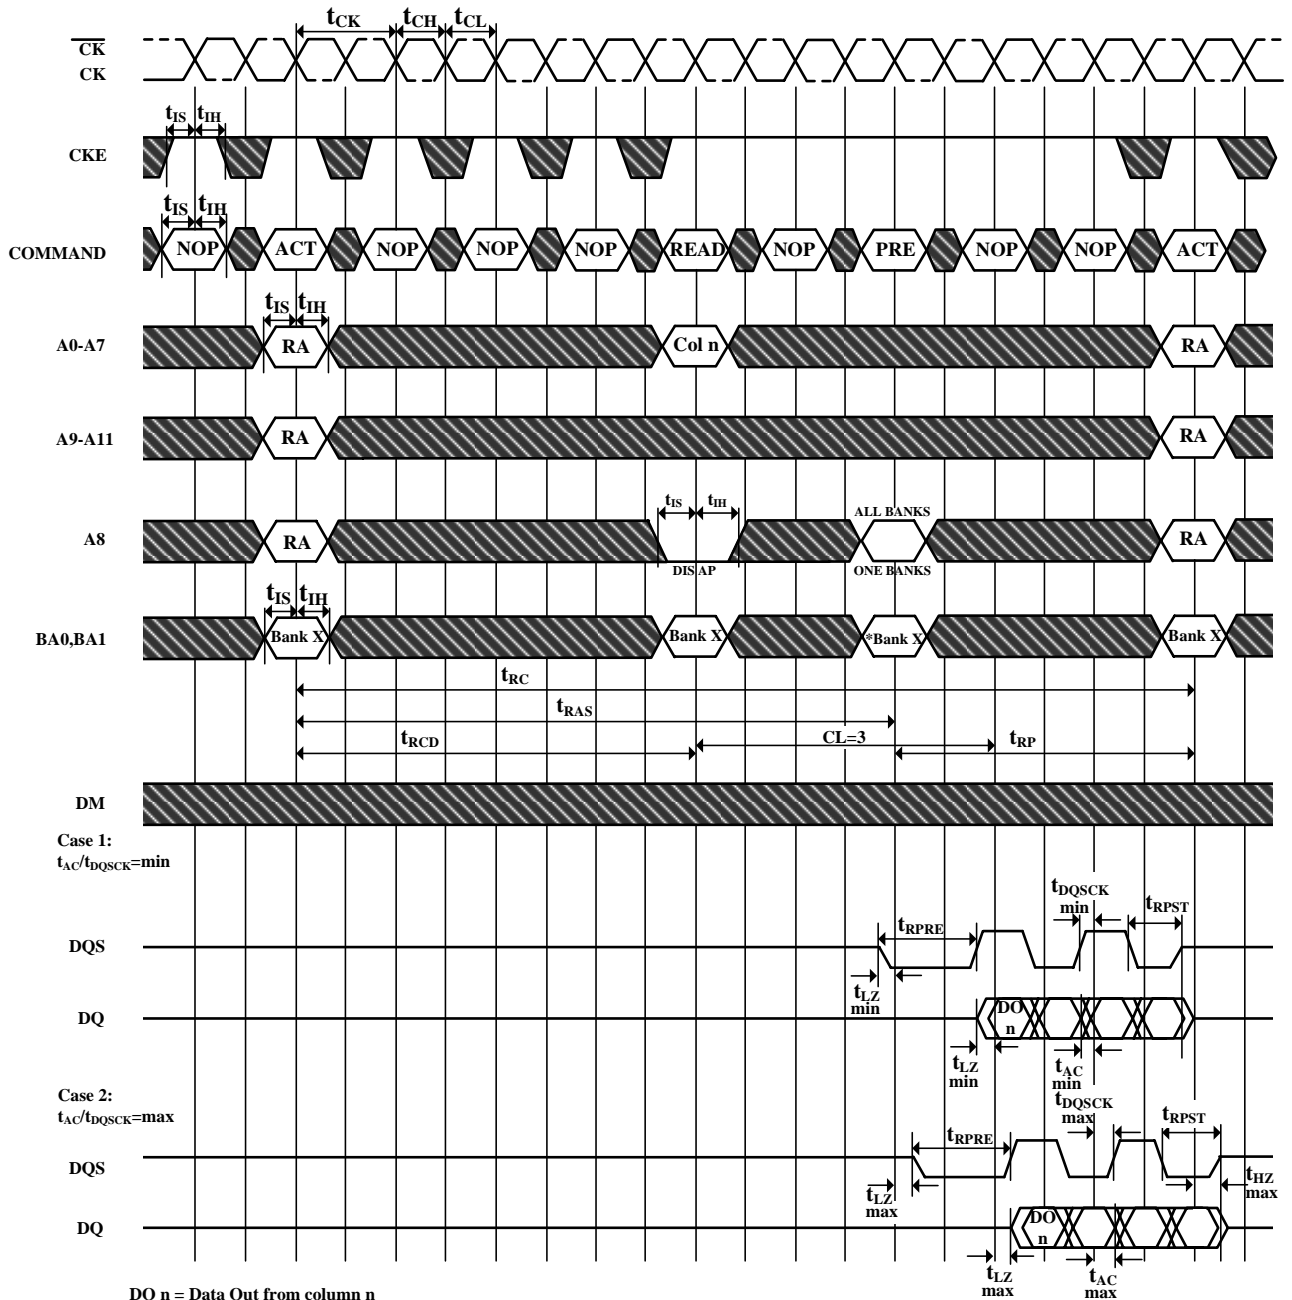 tCK tCH tCL
CK
CK
tIS tIH
CKE
tIS tIH
COMMAND NOP ACT NOP NOP NOP READ NOP PRE NOP NOP ACT
tIS tIH
A0-A7 RA Col n RA
A9-A11 RA RA
tIS tIH ALL BANKS
A8 RA RA
DIS AP ONE BANKS
tIS tIH
BA0,BA1 Bank X Bank X *Bank X Bank X
tRC
tRAS
tRCD CL=3 tRP
DM
Case 1:
tAC/tDQSCK=min
tDQSCK min tRPST
tRPRE
DQS
tLZ min
DQ DO n
tLZ min tAC min
Case 2:
tAC/tDQSCK=max
tDQSCK max tRPST
tRPRE
DQS
tLZ max tHZ max
DQ DO n
tLZ max tAC max
DO n = Data Out from column n